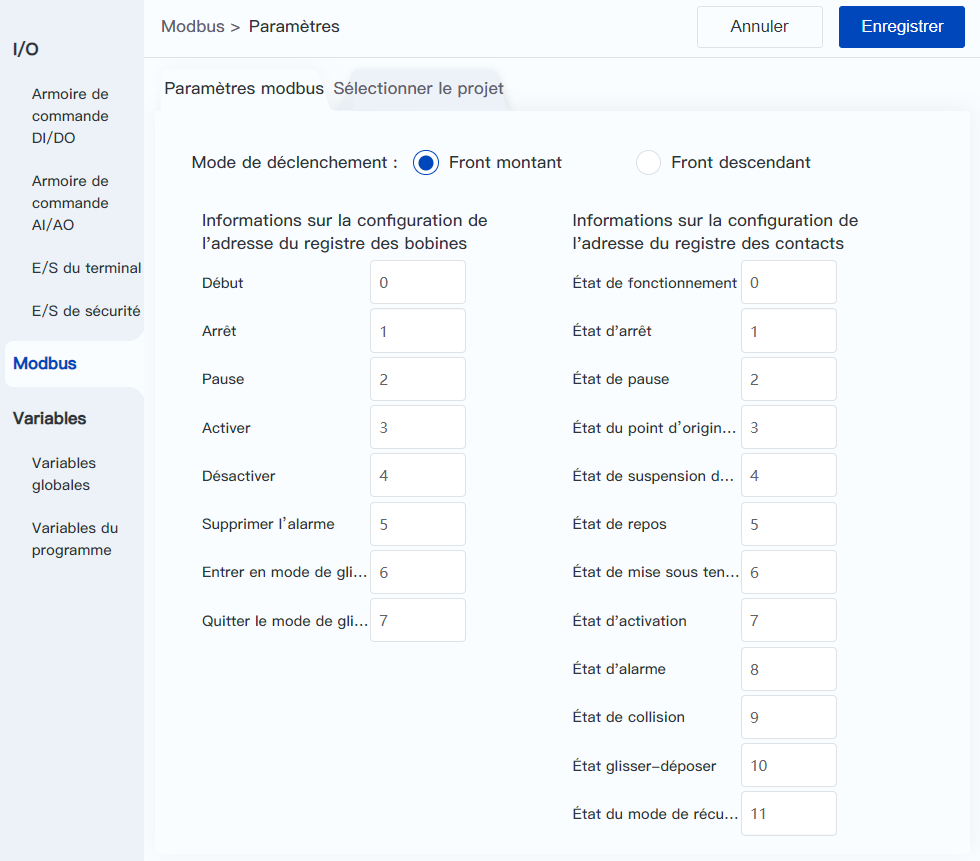 I/O
Armoire de
commande
DI/DO
Armoire de
commande
AI/AO
E/S du terminal
E/S de sécurité
Modbus
Variables
Variables
globales
Variables du
programme
Modbus > Paramètres
Annuler
Enregistrer
Paramètres modbus
Sélectionner le projet
Mode de déclenchement :
Front montant
Front descendant
Informations sur la configuration de
l'adresse du registre des bobines
Début 0
Arrêt 1
Pause 2
Activer 3
Désactiver 4
Supprimer l'alarme 5
Entrer en mode de gli... 6
Quitter le mode de gli... 7
Informations sur la configuration de
l'adresse du registre des contacts
État de fonctionnement 0
État d'arrêt 1
État de pause 2
État du point d'origin... 3
État de suspension d... 4
État de repos 5
État de mise sous ten... 6
État d'activation 7
État d'alarme 8
État de collision 9
État glisser-déposer 10
État du mode de récu... 11